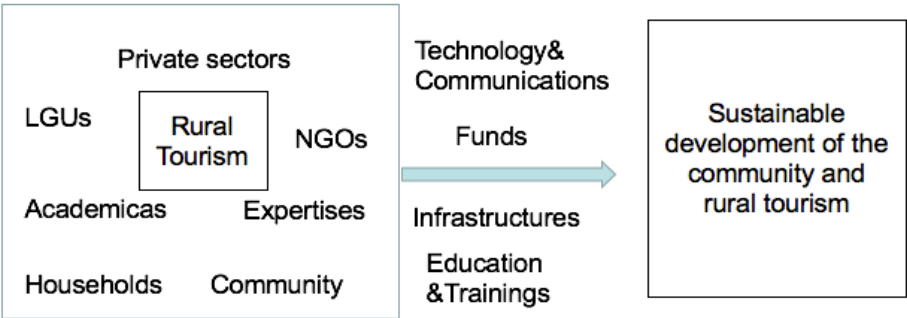 Private sectors
LGUs
Rural
Tourism
NGOs
Academicas
Expertises
Households
Community
Technology&
Communications
Funds
Infrastructures
Education
&Trainings
Sustainable
development of the
community and
rural tourism